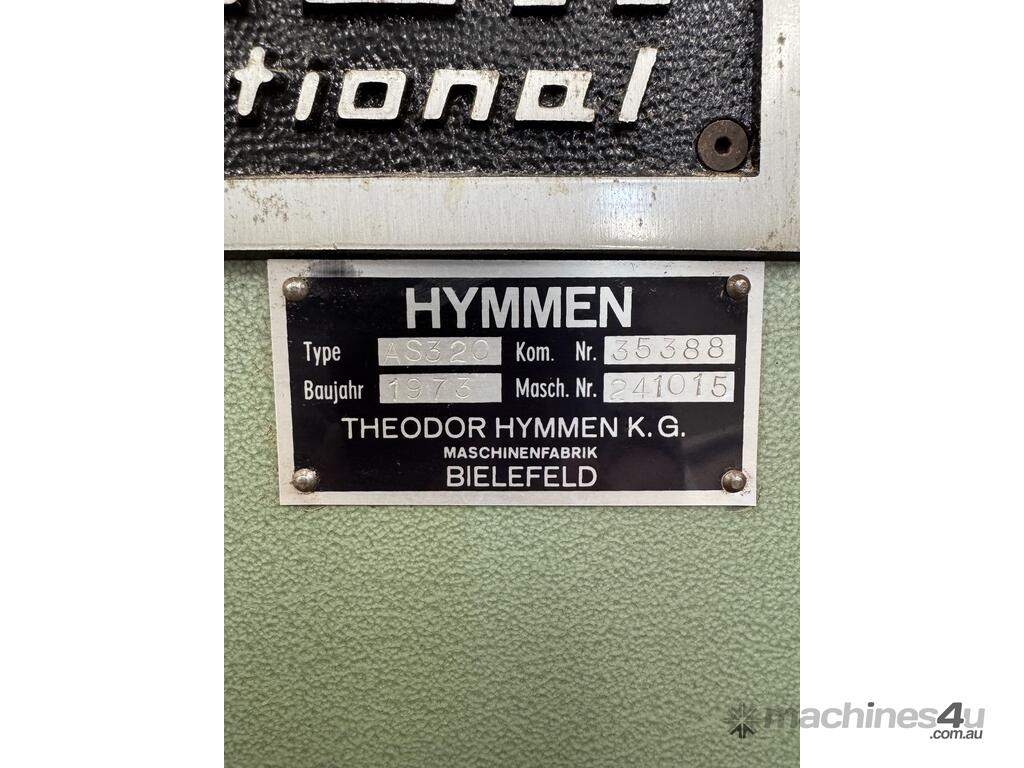 tional
HYMMEN
Type AS320 Kom. Nr. 35388
Baujahr 1973 Masch. Nr. 241015
THEODOR HYMMEN K.G.
MASCHINENFABRIK
BIELEFELD
machines4u
.com.au